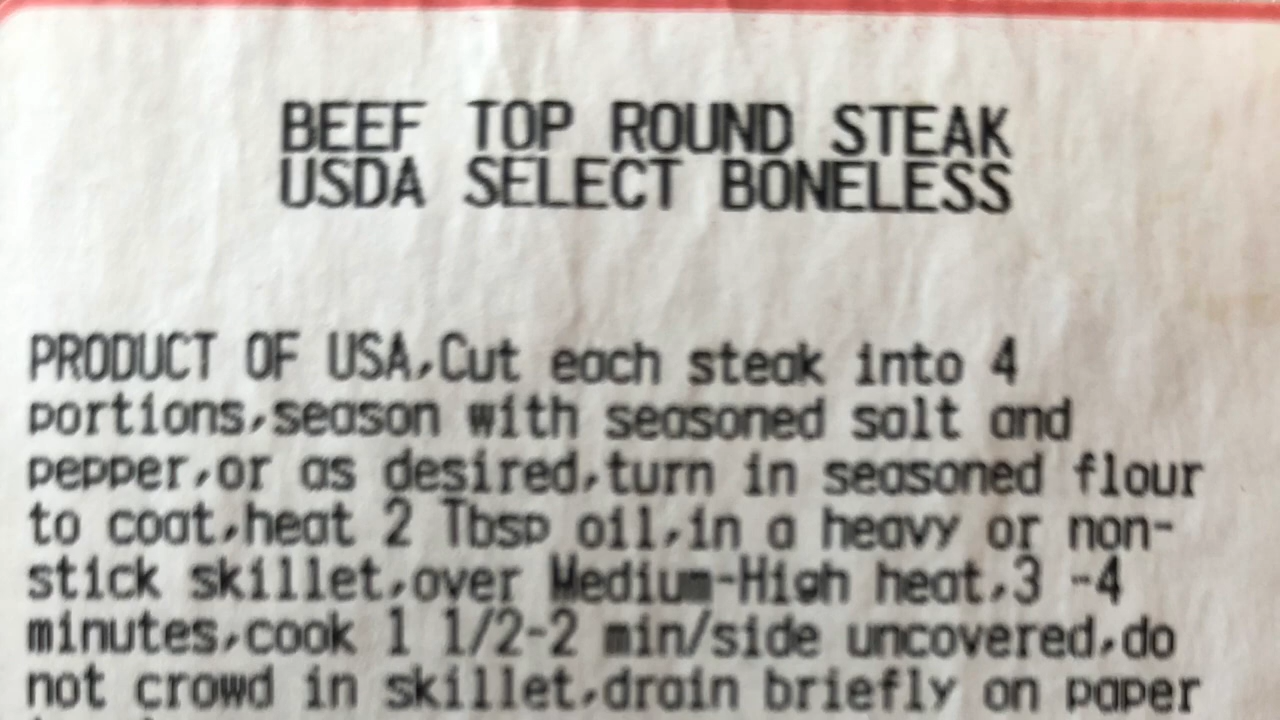 BEEF TOP ROUND STEAK
USDA SELECT BONELESS
PRODUCT OF USA,Cut each steak into 4
portions,season with seasoned salt and
pepper,or as desired,turn in seasoned flour
to coat,heat 2 Tbsp oil,in a heavy or non-
stick skillet,over Medium-High heat,3 -4
minutes,cook 1 1/2-2 min/side uncovered,do
not crowd in skillet,drain briefly on paper